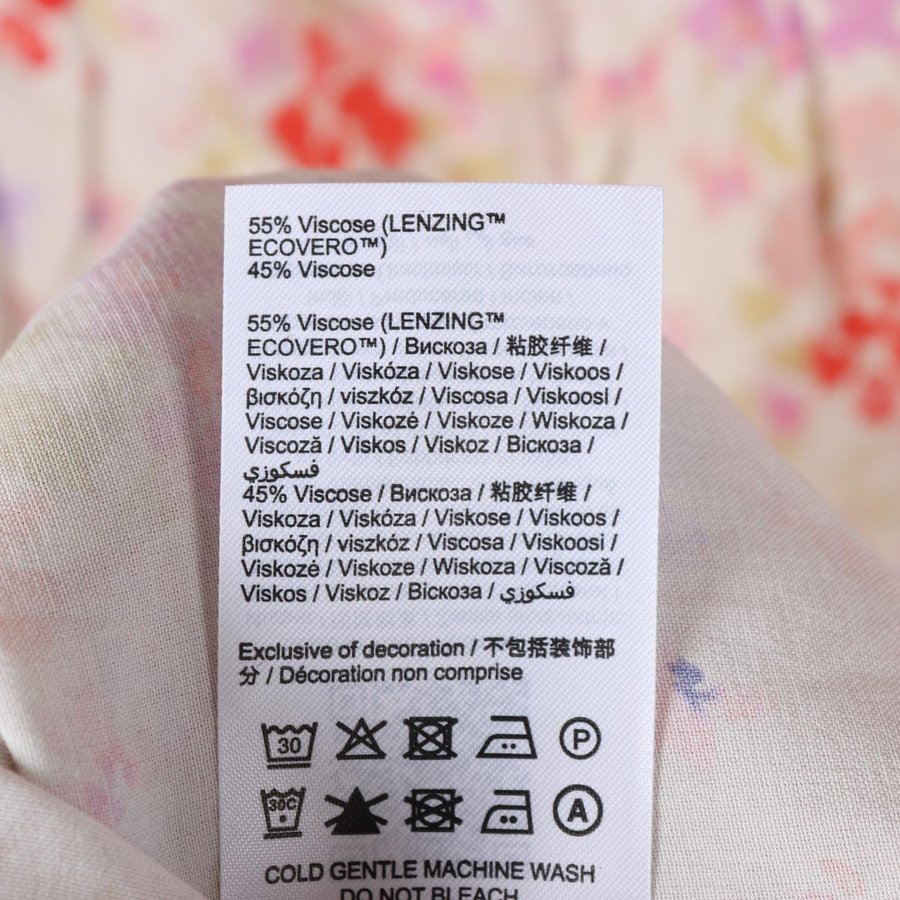 55% Viscose (LENZING™
ECOVERO™)
45% Viscose
55% Viscose (LENZING™
ECOVERO™) / Вискоза / 粘胶纤维 /
Viskoza / Viskóza / Viskose / Viskoos /
βισκόζη / viszkóz / Viscosa / Viskoosi /
Viscose / Viskozė / Viskoze / Wiskoza /
Viscoză / Viskos / Viskoz / Віскоза /
فسكوزي
45% Viscose / Вискоза / 粘胶纤维 /
Viskoza / Viskóza / Viskose / Viskoos /
βισκόζη / viszkóz / Viscosa / Viskoosi /
Viskozė / Viskoze / Wiskoza / Viscoză /
Viskos / Viskoz / Віскоза / فسكوزي
Exclusive of decoration / 不包括装饰部
分 / Décoration non comprise
30 P
30C A
COLD GENTLE MACHINE WASH
DO NOT BLEACH